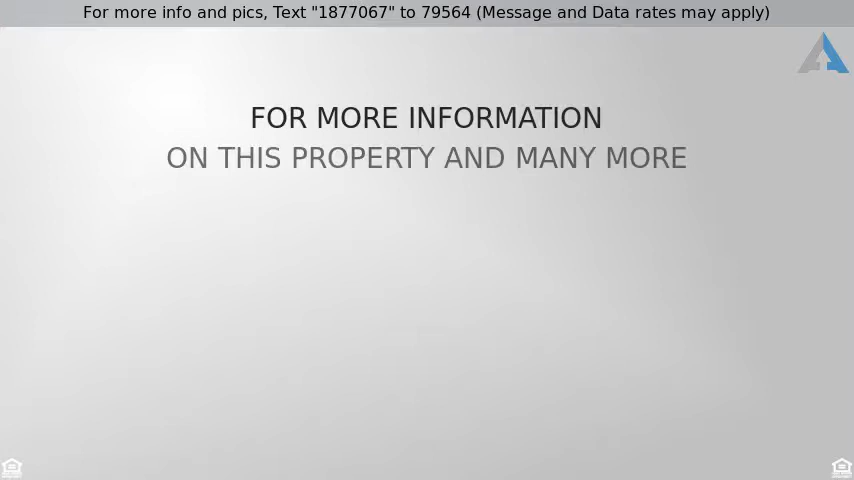 For more info and pics, Text "1877067" to 79564 (Message and Data rates may apply)
FOR MORE INFORMATION
ON THIS PROPERTY AND MANY MORE